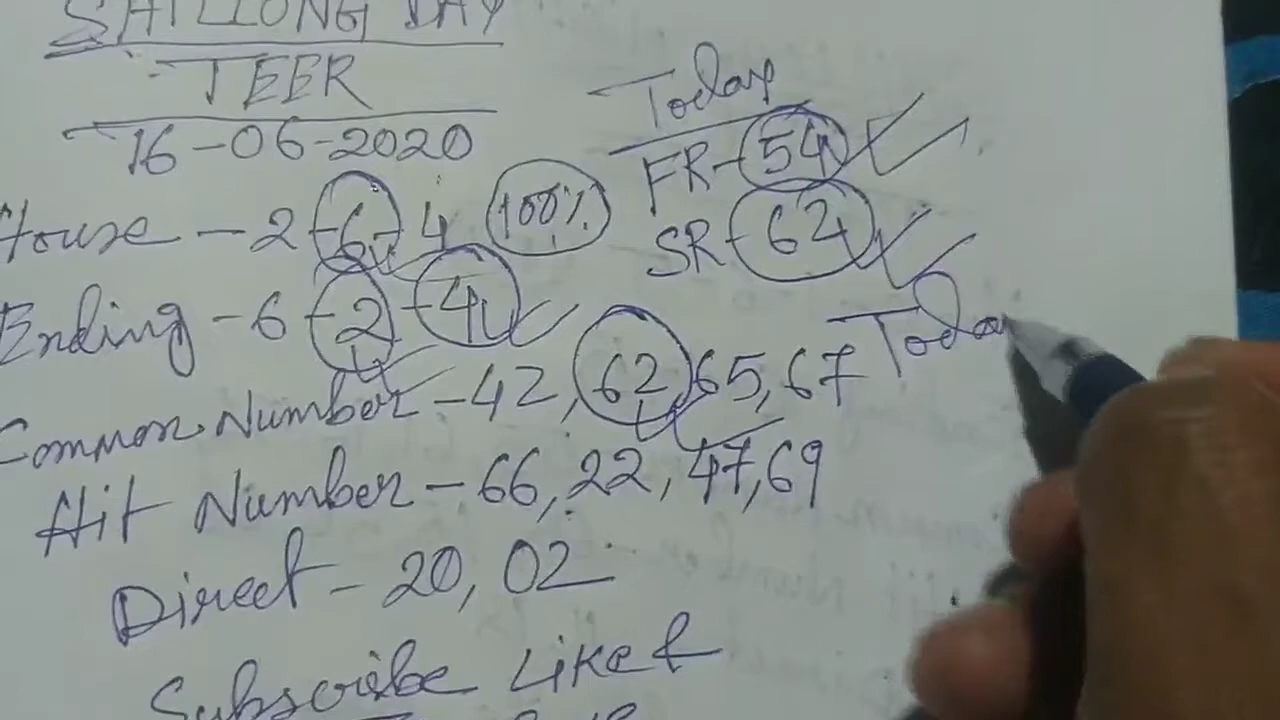 SHILLONG DAY
TEER
16-06-2020
Today
FR-54
SR-62
House-2-6-4 100%
Ending-6-2-4
Common Number-42, 62, 65, 67
Today
Hit Number-66, 22, 47, 69
Direct-20, 02
Subscribe Like &